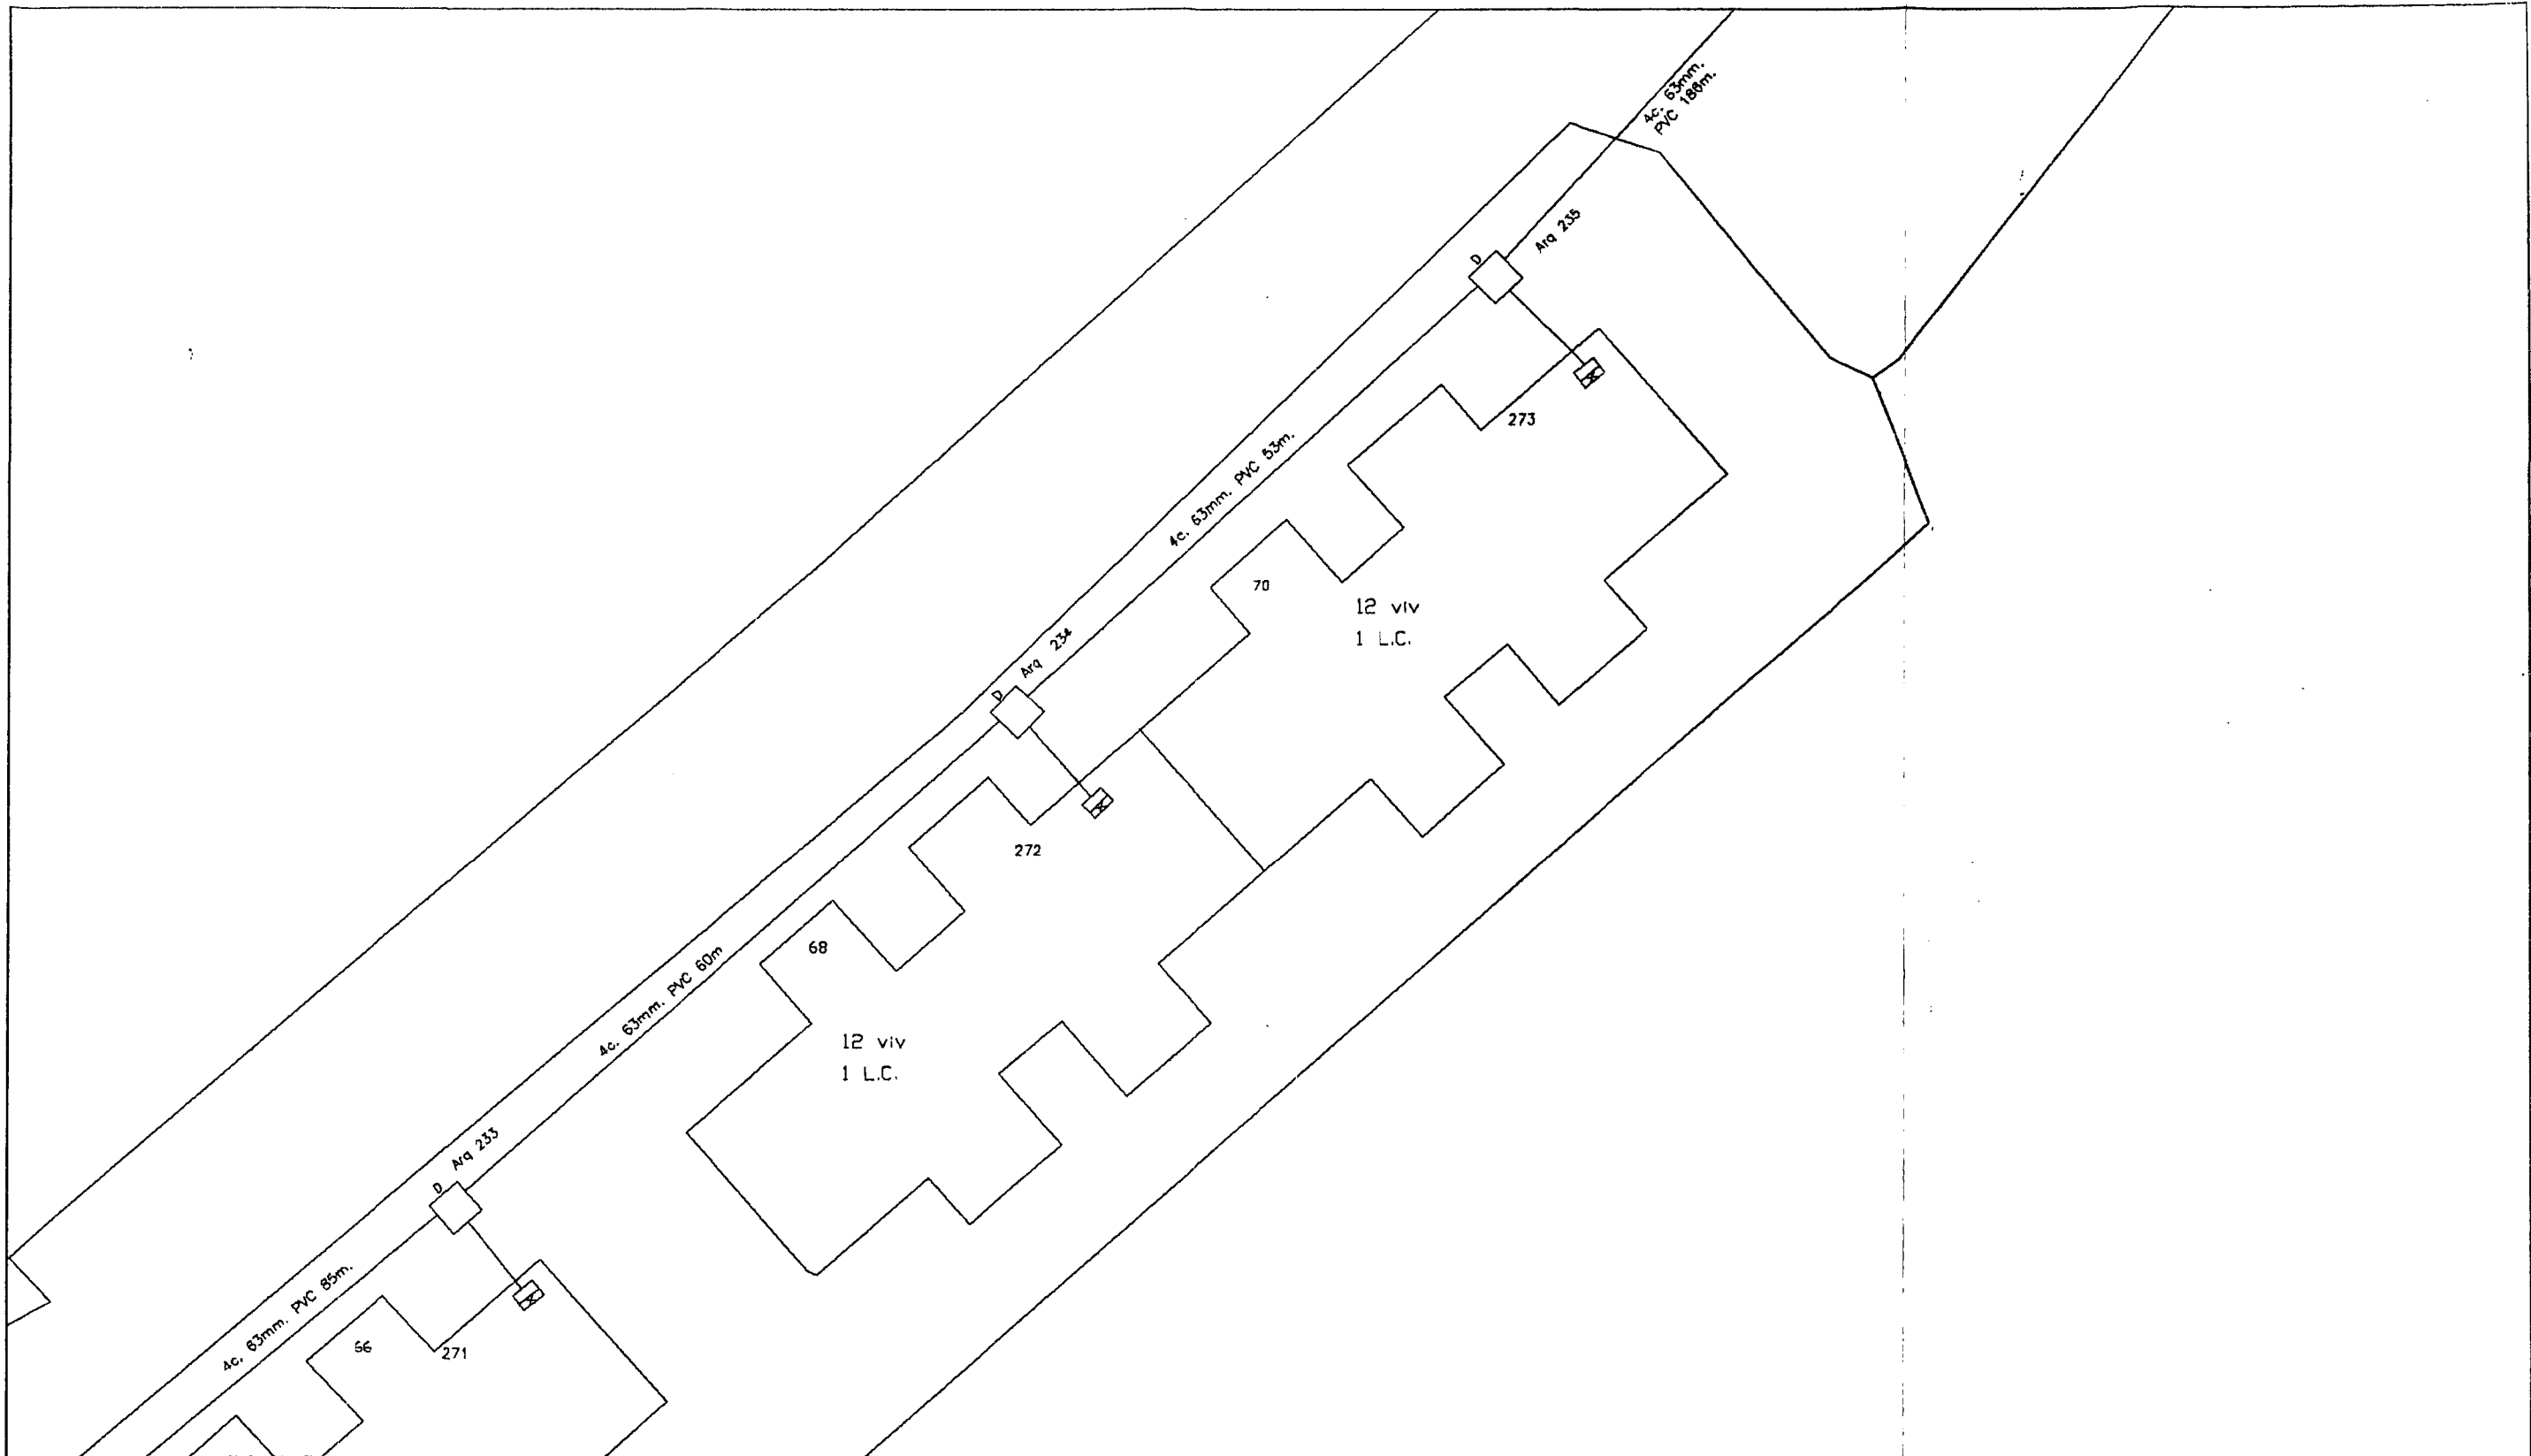 4c. 63mm.
PVC 186m.
Arq 235
D
273
4c. 63mm. PVC 53m.
70
12 viv
1 L.C.
Arq 234
D
272
68
4c. 63mm. PVC 60m
12 viv
1 L.C.
Arq 233
D
4c. 63mm. PVC 85m.
66
271